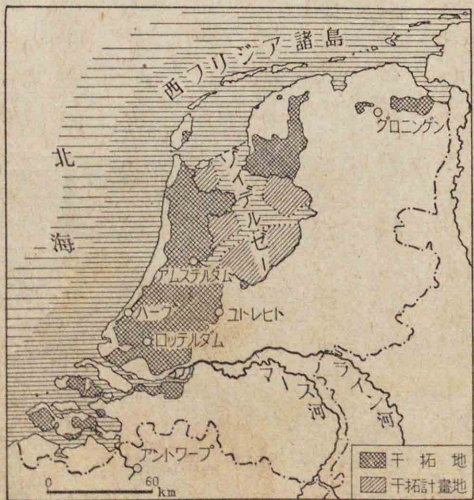 西フリジア諸島
北海
グロニンゲン
ゾイデルゼー
アムステルダム
ハーグ
ユトレヒト
ロッテルダム
マース河
ライン河
アントワープ
0 60
km
干拓地
干拓計畫地